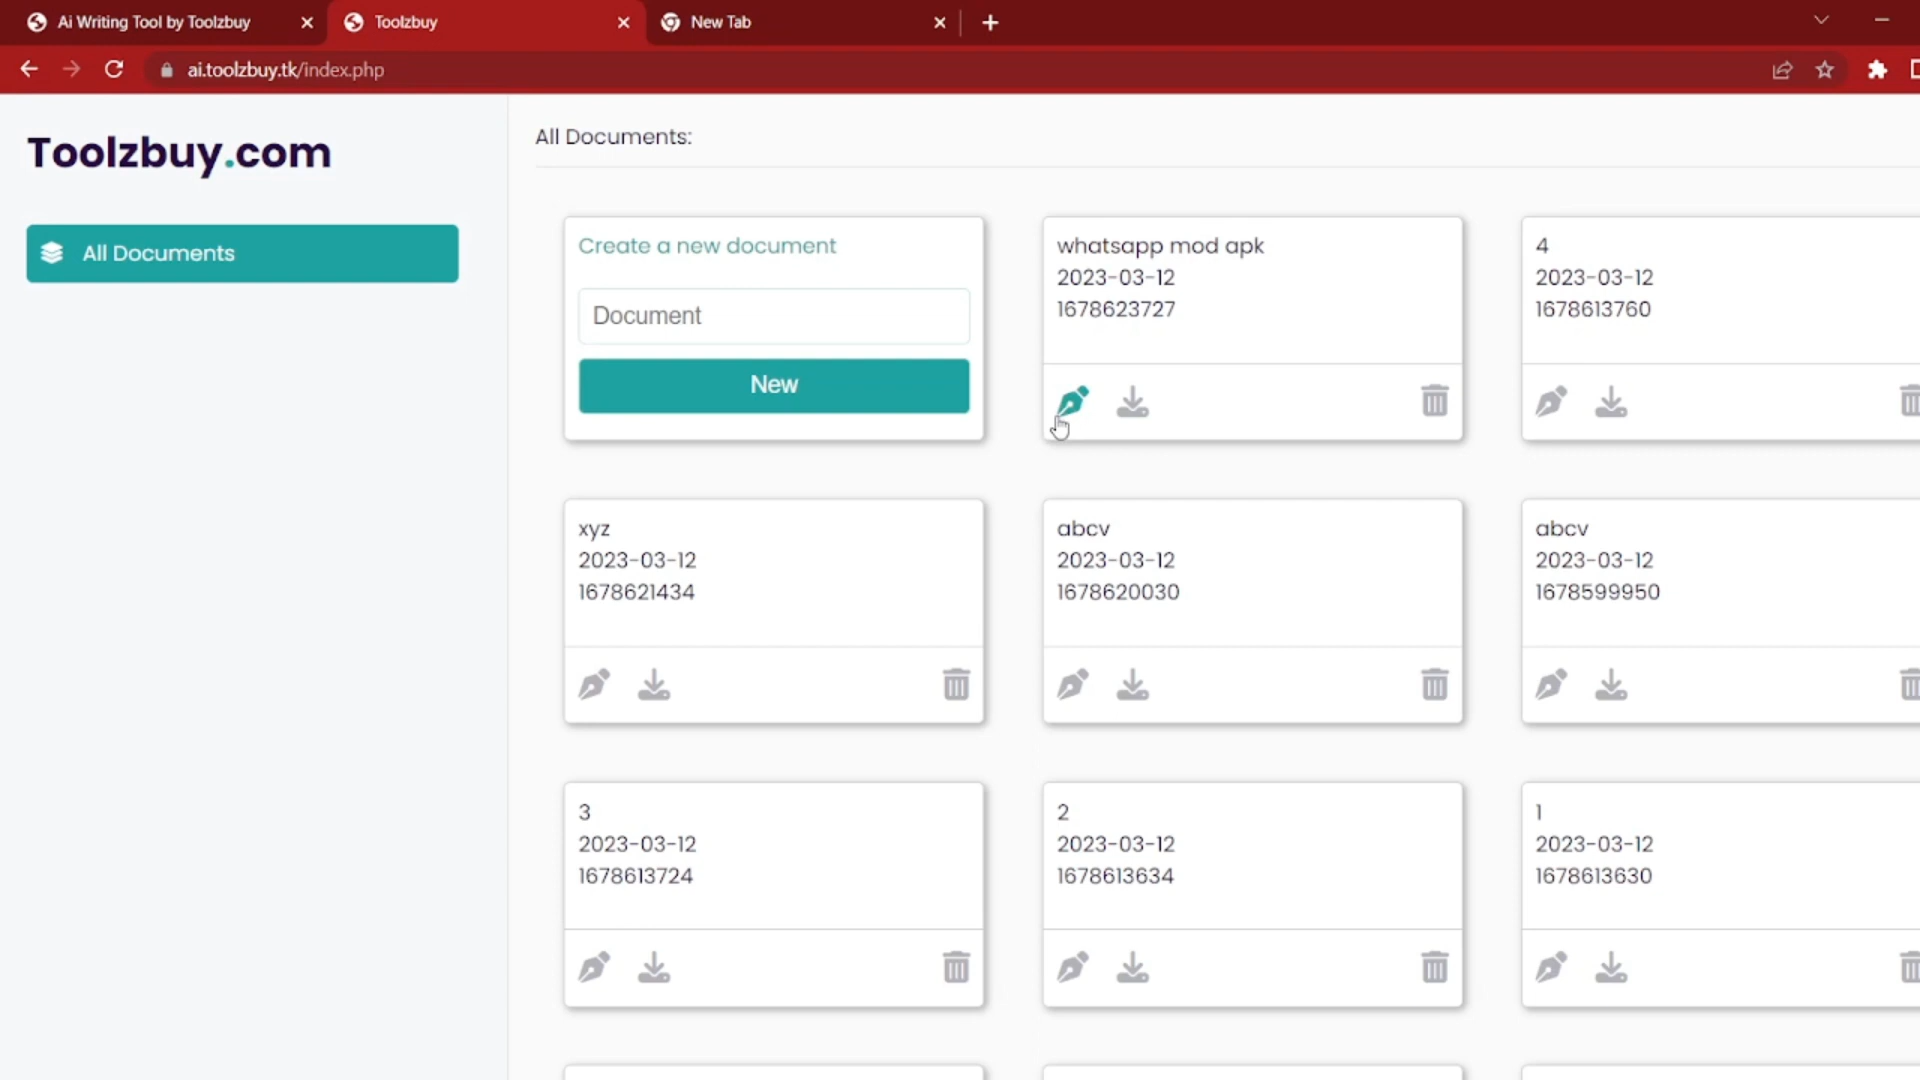 Ai Writing Tool by Toolzbuy
Toolzbuy
New Tab
ai.toolzbuy.tk/index.php
Toolzbuy.com
All Documents
All Documents:
Create a new document
Document
New
whatsapp mod apk
2023-03-12
1678623727
4
2023-03-12
1678613760
xyz
2023-03-12
1678621434
abcv
2023-03-12
1678620030
abcv
2023-03-12
1678599950
3
2023-03-12
1678613724
2
2023-03-12
1678613634
1
2023-03-12
1678613630